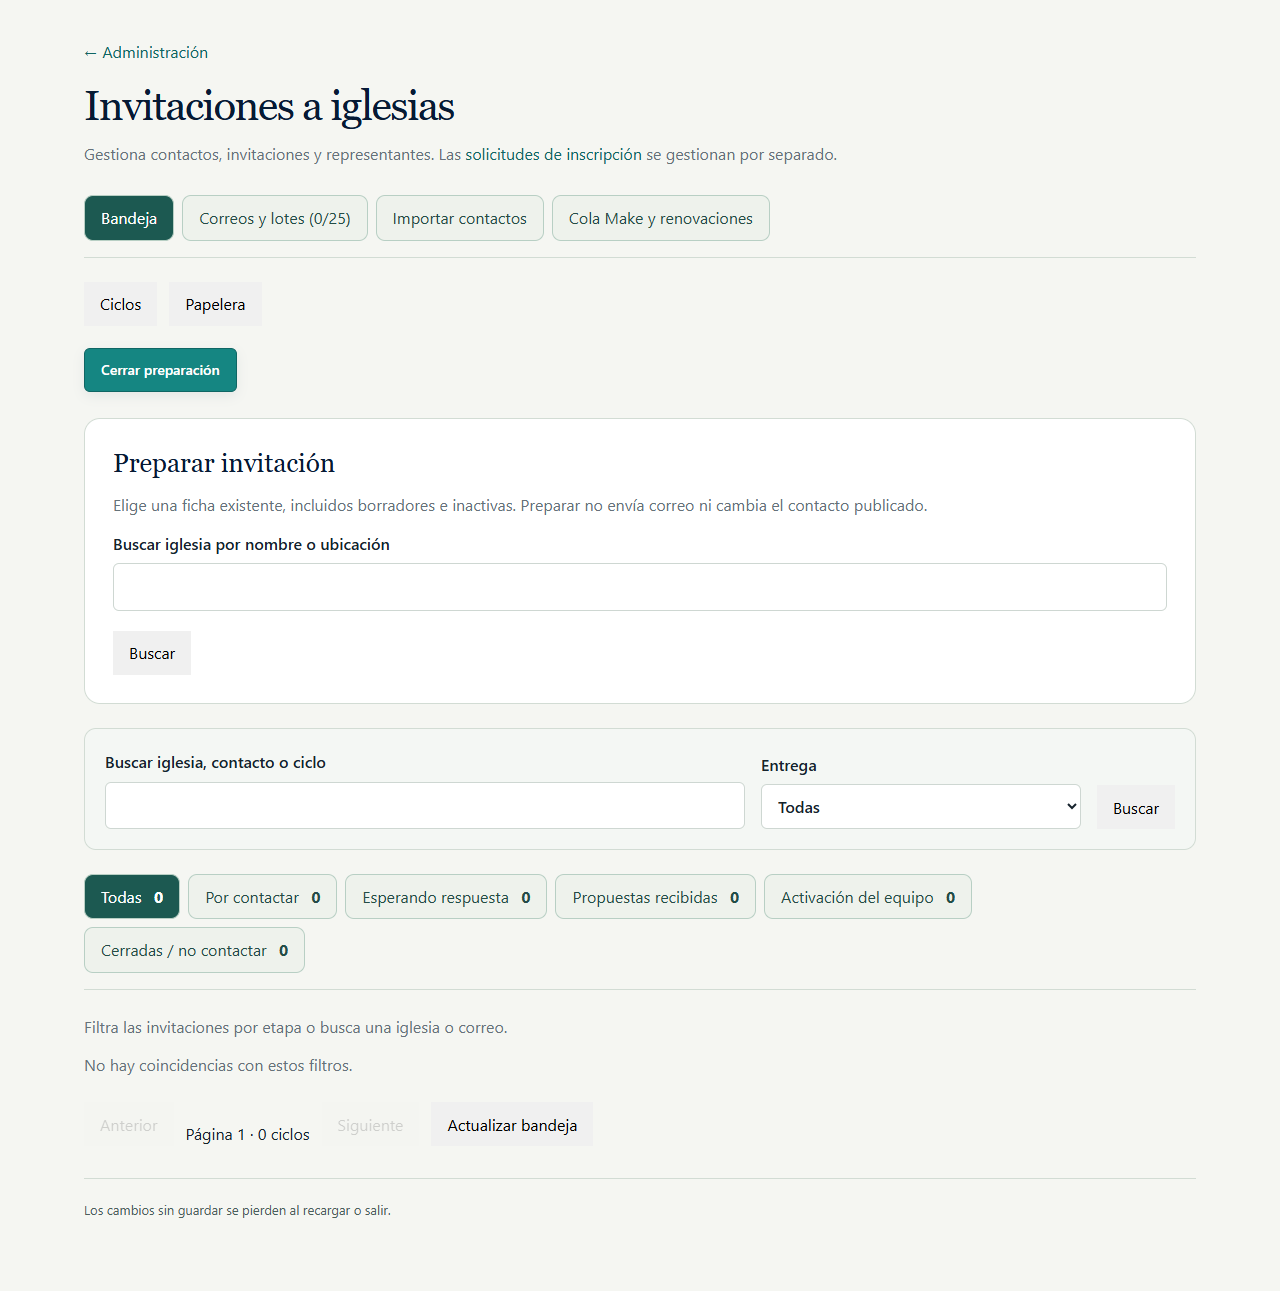 ← Administración
Invitaciones a iglesias
Gestiona contactos, invitaciones y representantes. Las solicitudes de inscripción se gestionan por separado.
Bandeja
Correos y lotes (0/25)
Importar contactos
Cola Make y renovaciones
Ciclos
Papelera
Cerrar preparación
Preparar invitación
Elige una ficha existente, incluidos borradores e inactivas. Preparar no envía correo ni cambia el contacto publicado.
Buscar iglesia por nombre o ubicación
Buscar
Buscar iglesia, contacto o ciclo
Entrega
Todas
Buscar
Todas 0
Por contactar 0
Esperando respuesta 0
Propuestas recibidas 0
Activación del equipo 0
Cerradas / no contactar 0
Filtra las invitaciones por etapa o busca una iglesia o correo.
No hay coincidencias con estos filtros.
Anterior
Página 1 · 0 ciclos
Siguiente
Actualizar bandeja
Los cambios sin guardar se pierden al recargar o salir.